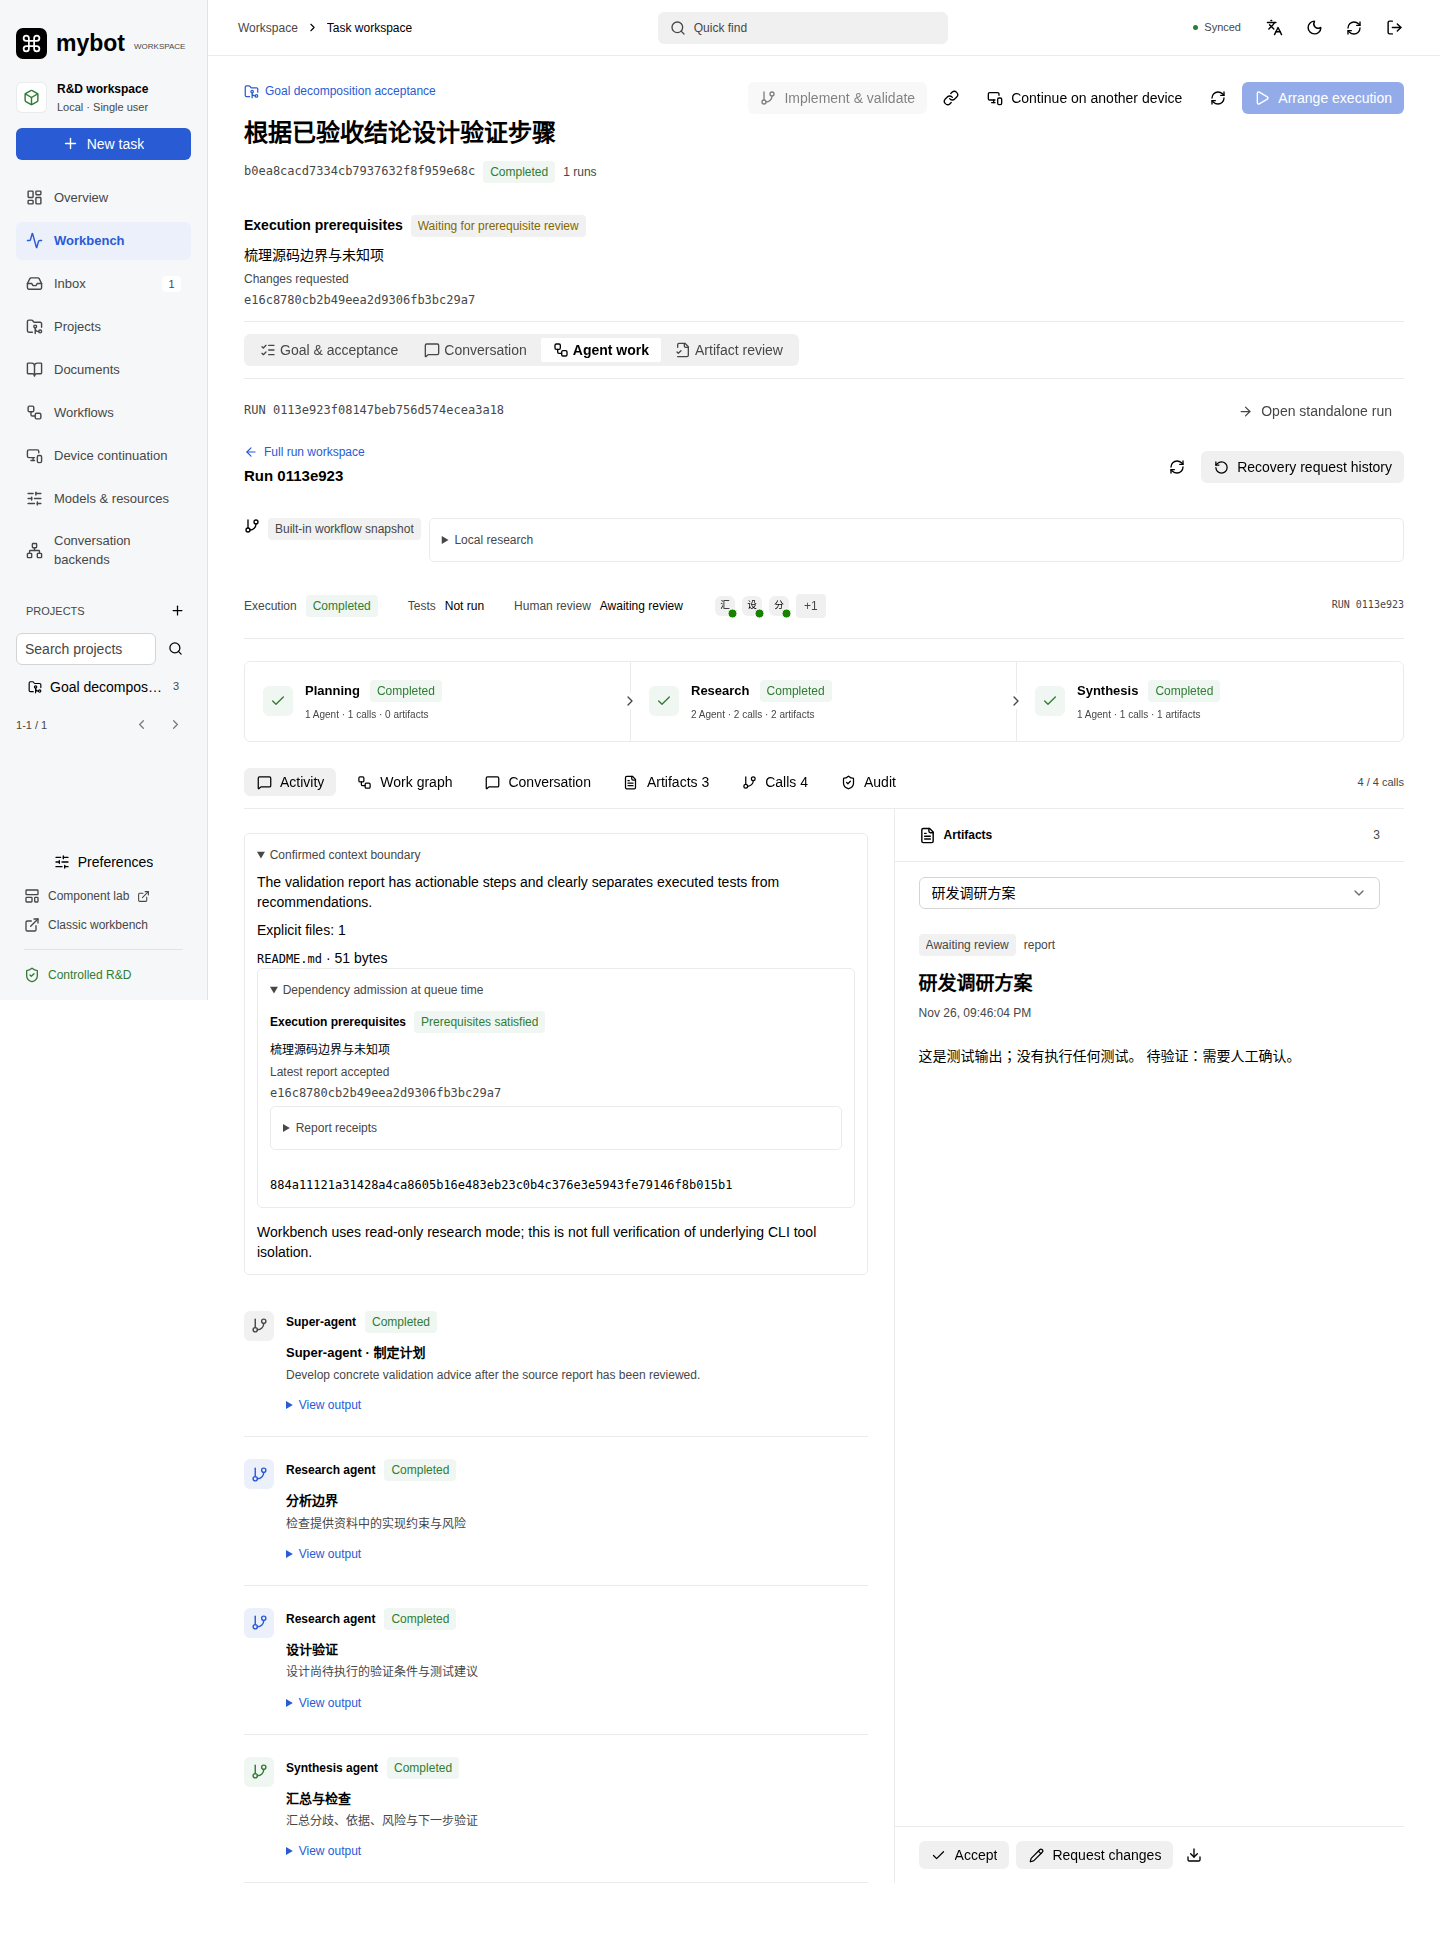 mybot WORKSPACE
R&D workspace
Local · Single user
New task
Overview
Workbench
Inbox 1
Projects
Documents
Workflows
Device continuation
Models & resources
Conversation
backends
PROJECTS
Search projects
Goal decompos… 3
1-1 / 1
Preferences
Component lab
Classic workbench
Controlled R&D
Workspace Task workspace
Quick find
Synced
Goal decomposition acceptance
Implement & validate
Continue on another device
Arrange execution
根据已验收结论设计验证步骤
b0ea8cacd7334cb7937632f8f959e68c Completed 1 runs
Execution prerequisites Waiting for prerequisite review
梳理源码边界与未知项
Changes requested
e16c8780cb2b49eea2d9306fb3bc29a7
Goal & acceptance Conversation Agent work Artifact review
RUN 0113e923f08147beb756d574ecea3a18
Open standalone run
Full run workspace
Run 0113e923
Recovery request history
Built-in workflow snapshot
Local research
Execution Completed Tests Not run Human review Awaiting review 汇 设 分 +1
RUN 0113e923
Planning Completed
1 Agent · 1 calls · 0 artifacts
Research Completed
2 Agent · 2 calls · 2 artifacts
Synthesis Completed
1 Agent · 1 calls · 1 artifacts
Activity Work graph Conversation Artifacts 3 Calls 4 Audit
4 / 4 calls
Confirmed context boundary
The validation report has actionable steps and clearly separates executed tests from
recommendations.
Explicit files: 1
README.md · 51 bytes
Dependency admission at queue time
Execution prerequisites Prerequisites satisfied
梳理源码边界与未知项
Latest report accepted
e16c8780cb2b49eea2d9306fb3bc29a7
Report receipts
884a11121a31428a4ca8605b16e483eb23c0b4c376e3e5943fe79146f8b015b1
Workbench uses read-only research mode; this is not full verification of underlying CLI tool
isolation.
Super-agent Completed
Super-agent · 制定计划
Develop concrete validation advice after the source report has been reviewed.
View output
Research agent Completed
分析边界
检查提供资料中的实现约束与风险
View output
Research agent Completed
设计验证
设计尚待执行的验证条件与测试建议
View output
Synthesis agent Completed
汇总与检查
汇总分歧、依据、风险与下一步验证
View output
Artifacts 3
研发调研方案
Awaiting review report
研发调研方案
Nov 26, 09:46:04 PM
这是测试输出；没有执行任何测试。 待验证：需要人工确认。
Accept
Request changes